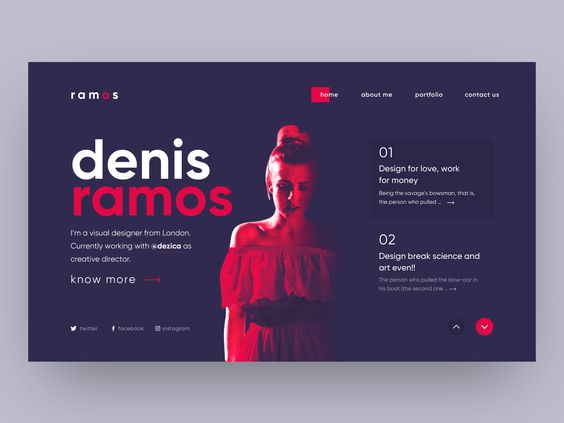 ramos
home
about me
portfolio
contact us
denis
ramos
I'm a visual designer from London.
Currently working with @dezica as
creative director.
know more
twitter
facebook
instagram
01
Design for love, work
for money
Being the savage's bowsman, that is,
the person who pulled ..
02
Design break science and
art even!!
The person who pulled the bow-oar in
his boat (the second one ..